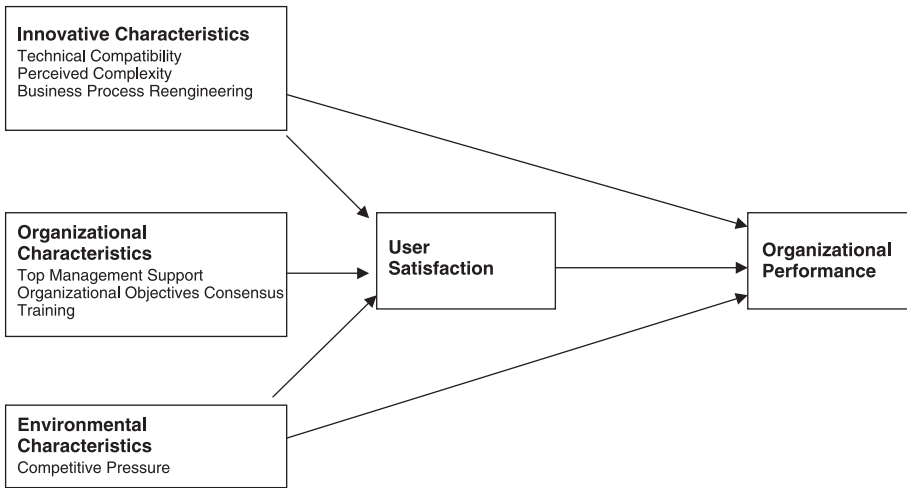 Innovative Characteristics
Technical Compatibility
Perceived Complexity
Business Process Reengineering
Organizational
Characteristics
Top Management Support
Organizational Objectives Consensus
Training
Environmental
Characteristics
Competitive Pressure
User
Satisfaction
Organizational
Performance